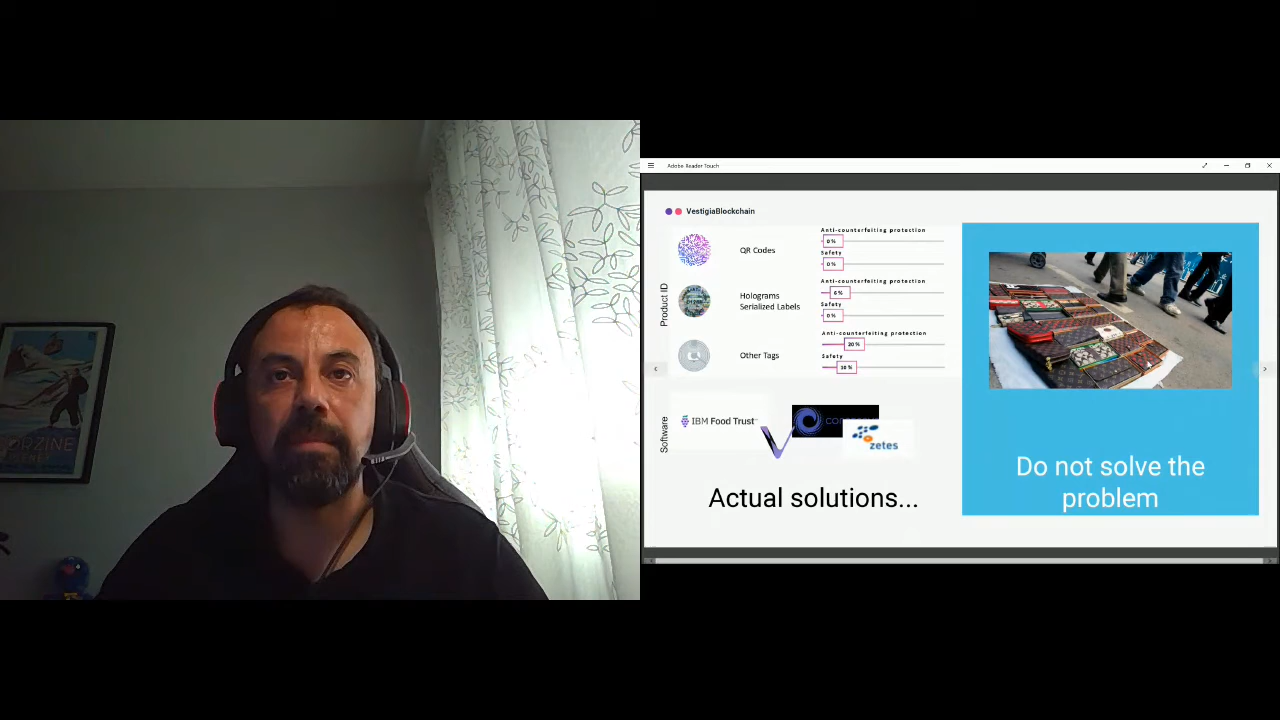 Adobe Reader Touch
VestigiaBlockchain
Product ID
QR Codes
Anti-counterfeiting protection
0 %
Safety
0 %
Holograms
Serialized Labels
Anti-counterfeiting protection
6 %
Safety
0 %
Other Tags
Anti-counterfeiting protection
20 %
Safety
10 %
Software
IBM Food Trust
zetes
Actual solutions...
Do not solve the
problem